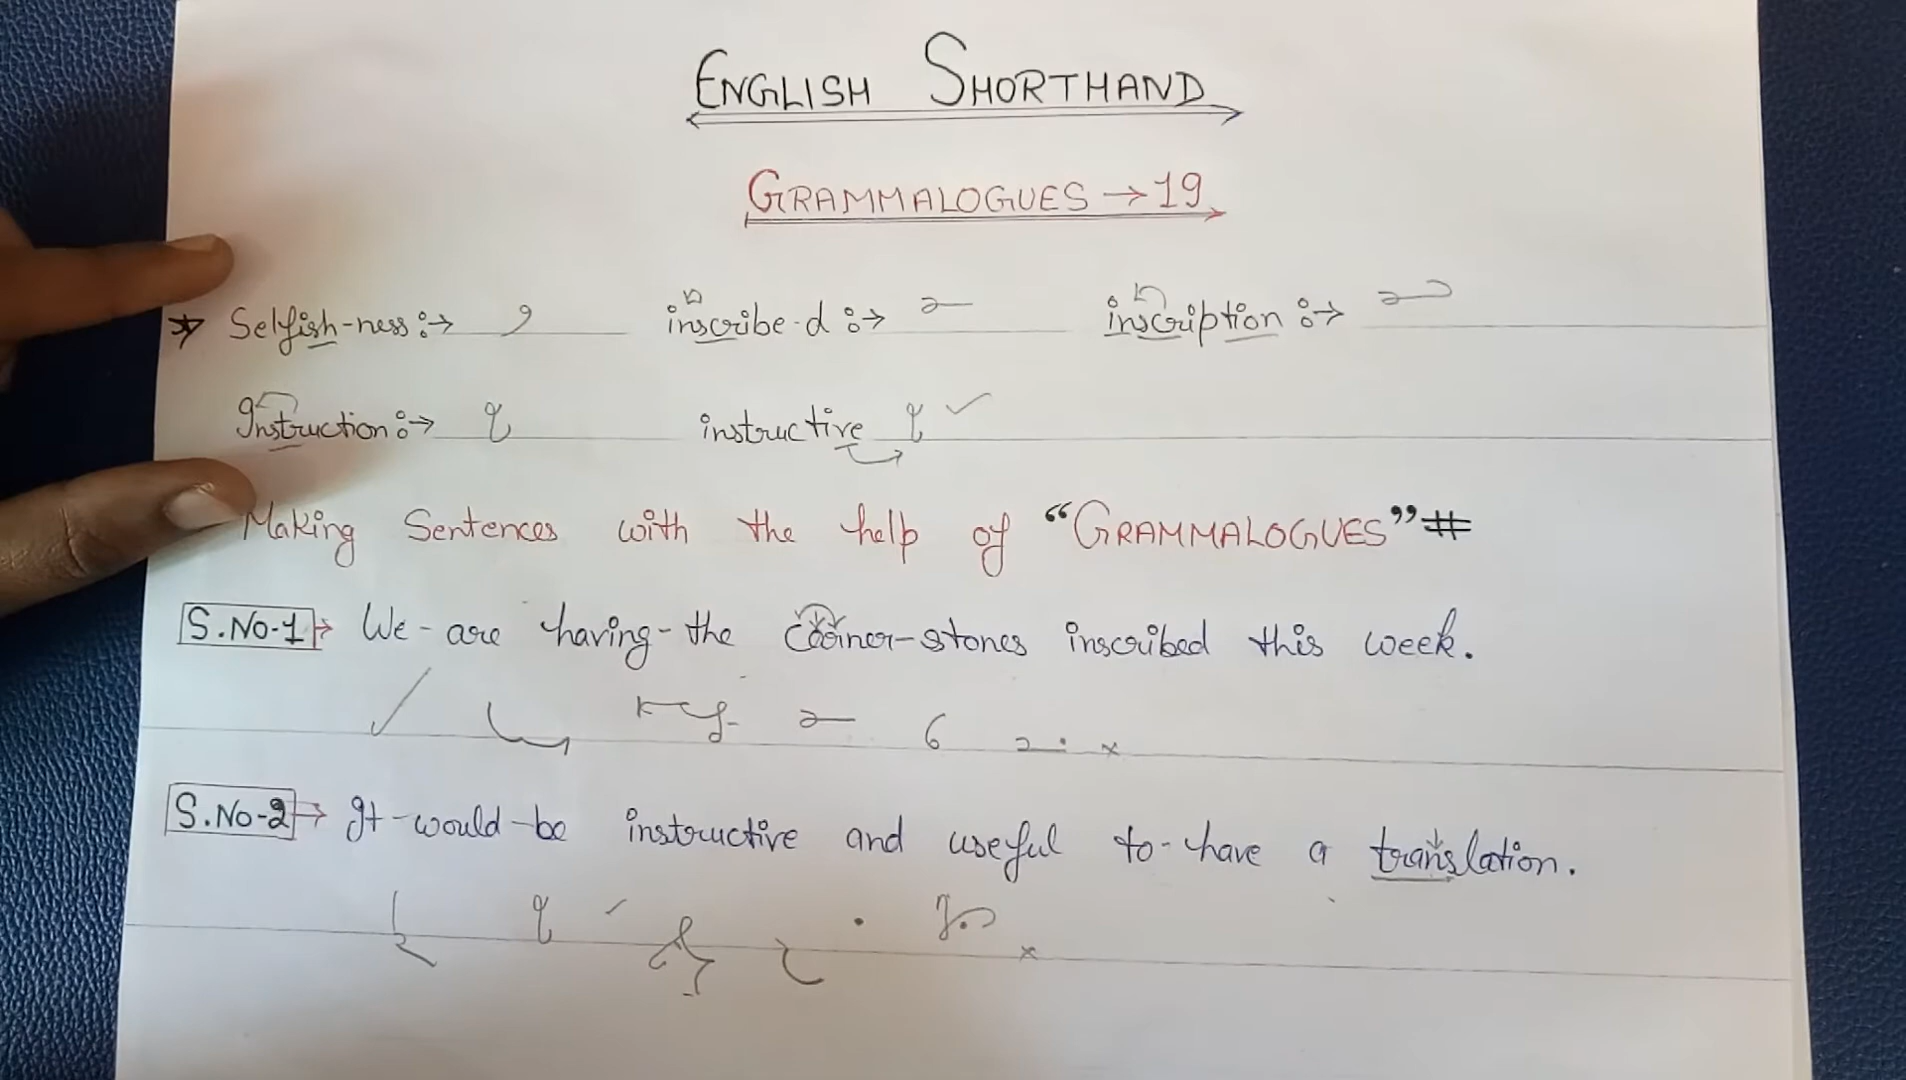 ENGLISH SHORTHAND
GRAMMALOGUES → 19
* Selfish-ness :→ inscribe-d :→ inscription :→
Instruction :→ instructive ✓
Making Sentences with the help of “GRAMMALOGUES” #
S.No-1 → We-are having-the corner-stones inscribed this week.
S.No-2 → It-would-be instructive and useful to-have a translation.